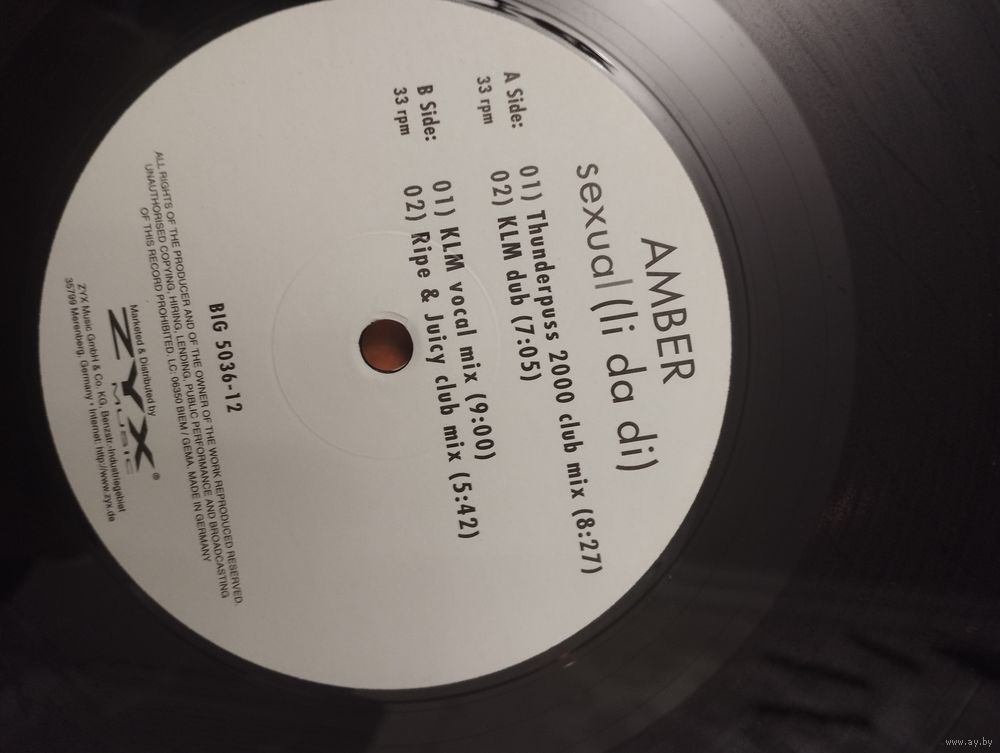 AMBER
sexual (li da di)
A Side:
33 rpm
01) Thunderpuss 2000 club mix (8:27)
02) KLM dub (7:05)
B Side:
33 rpm
01) KLM vocal mix (9:00)
02) Ripe & Juicy club mix (5:42)
BIG 5036-12
ALL RIGHTS OF THE PRODUCER AND OF THE OWNER OF THE WORK REPRODUCED RESERVED.
UNAUTHORISED COPYING, HIRING, LENDING, PUBLIC PERFORMANCE AND BROADCASTING
OF THIS RECORD PROHIBITED. LC: 06350 BIEM / GEMA. MADE IN GERMANY
Marketed & Distributed by
ZYX®
MUSIC
ZYX Music GmbH & Co. KG, Benzstr. -Industriegebiet
35799 Merenberg, Germany • Internet: http://www.zyx.de
www.ay.by